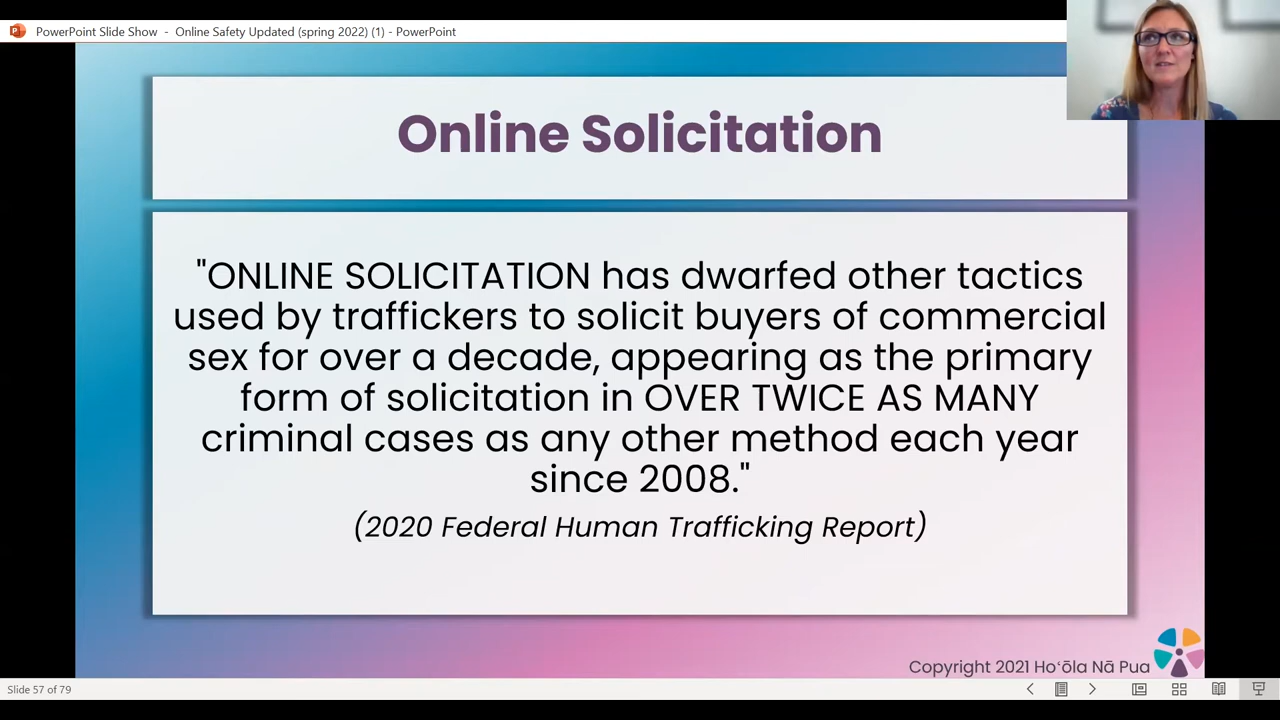 PowerPoint Slide Show - Online Safety Updated (spring 2022) (1) - PowerPoint
Online Solicitation
"ONLINE SOLICITATION has dwarfed other tactics
used by traffickers to solicit buyers of commercial
sex for over a decade, appearing as the primary
form of solicitation in OVER TWICE AS MANY
criminal cases as any other method each year
since 2008."
(2020 Federal Human Trafficking Report)
Copyright 2021 Hoʻōla Nā Pua
Slide 57 of 79